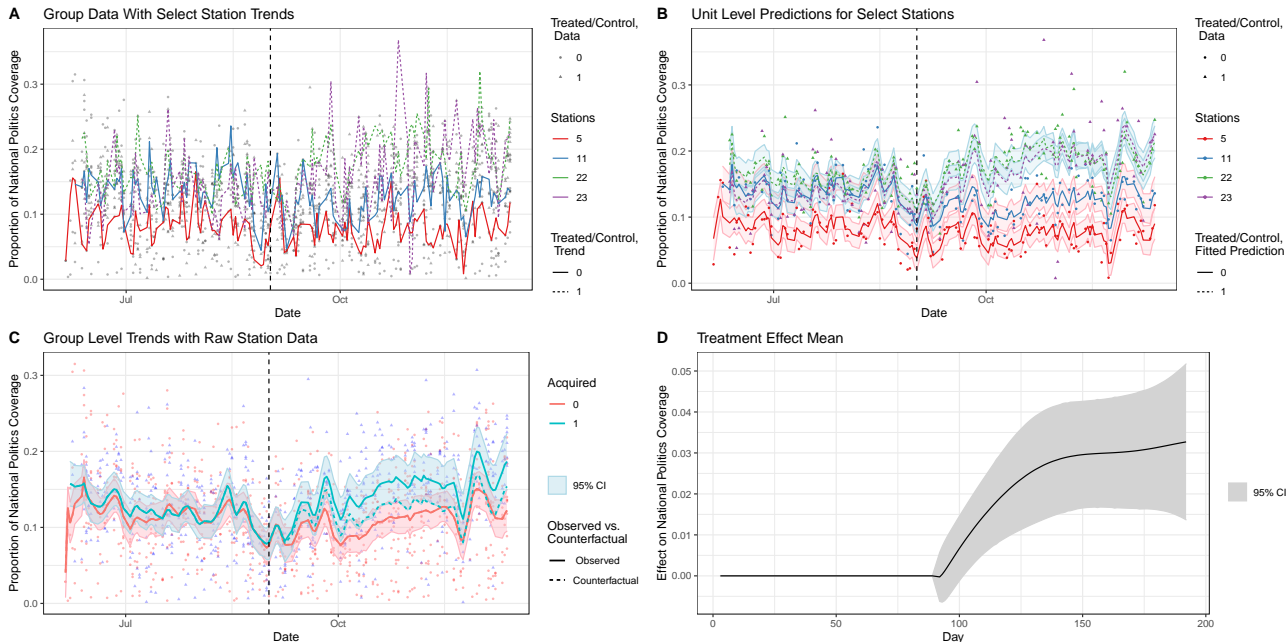 A Group Data With Select Station Trends
Proportion of National Politics Coverage
0.3
0.2
0.1
0.0
Jul
Oct
Date
Treated/Control,
Data
0
1
Stations
5
11
22
23
Treated/Control,
Trend
0
1
B Unit Level Predictions for Select Stations
Proportion of National Politics Coverage
0.3
0.2
0.1
0.0
Jul
Oct
Date
Treated/Control,
Data
0
1
Stations
5
11
22
23
Treated/Control,
Fitted Prediction
0
1
C Group Level Trends with Raw Station Data
Proportion of National Politics Coverage
0.3
0.2
0.1
0.0
Jul
Oct
Date
Acquired
0
1
95% CI
Observed vs.
Counterfactual
Observed
Counterfactual
D Treatment Effect Mean
Effect on National Politics Coverage
0.05
0.04
0.03
0.02
0.01
0.00
0
50
100
150
200
Day
95% CI